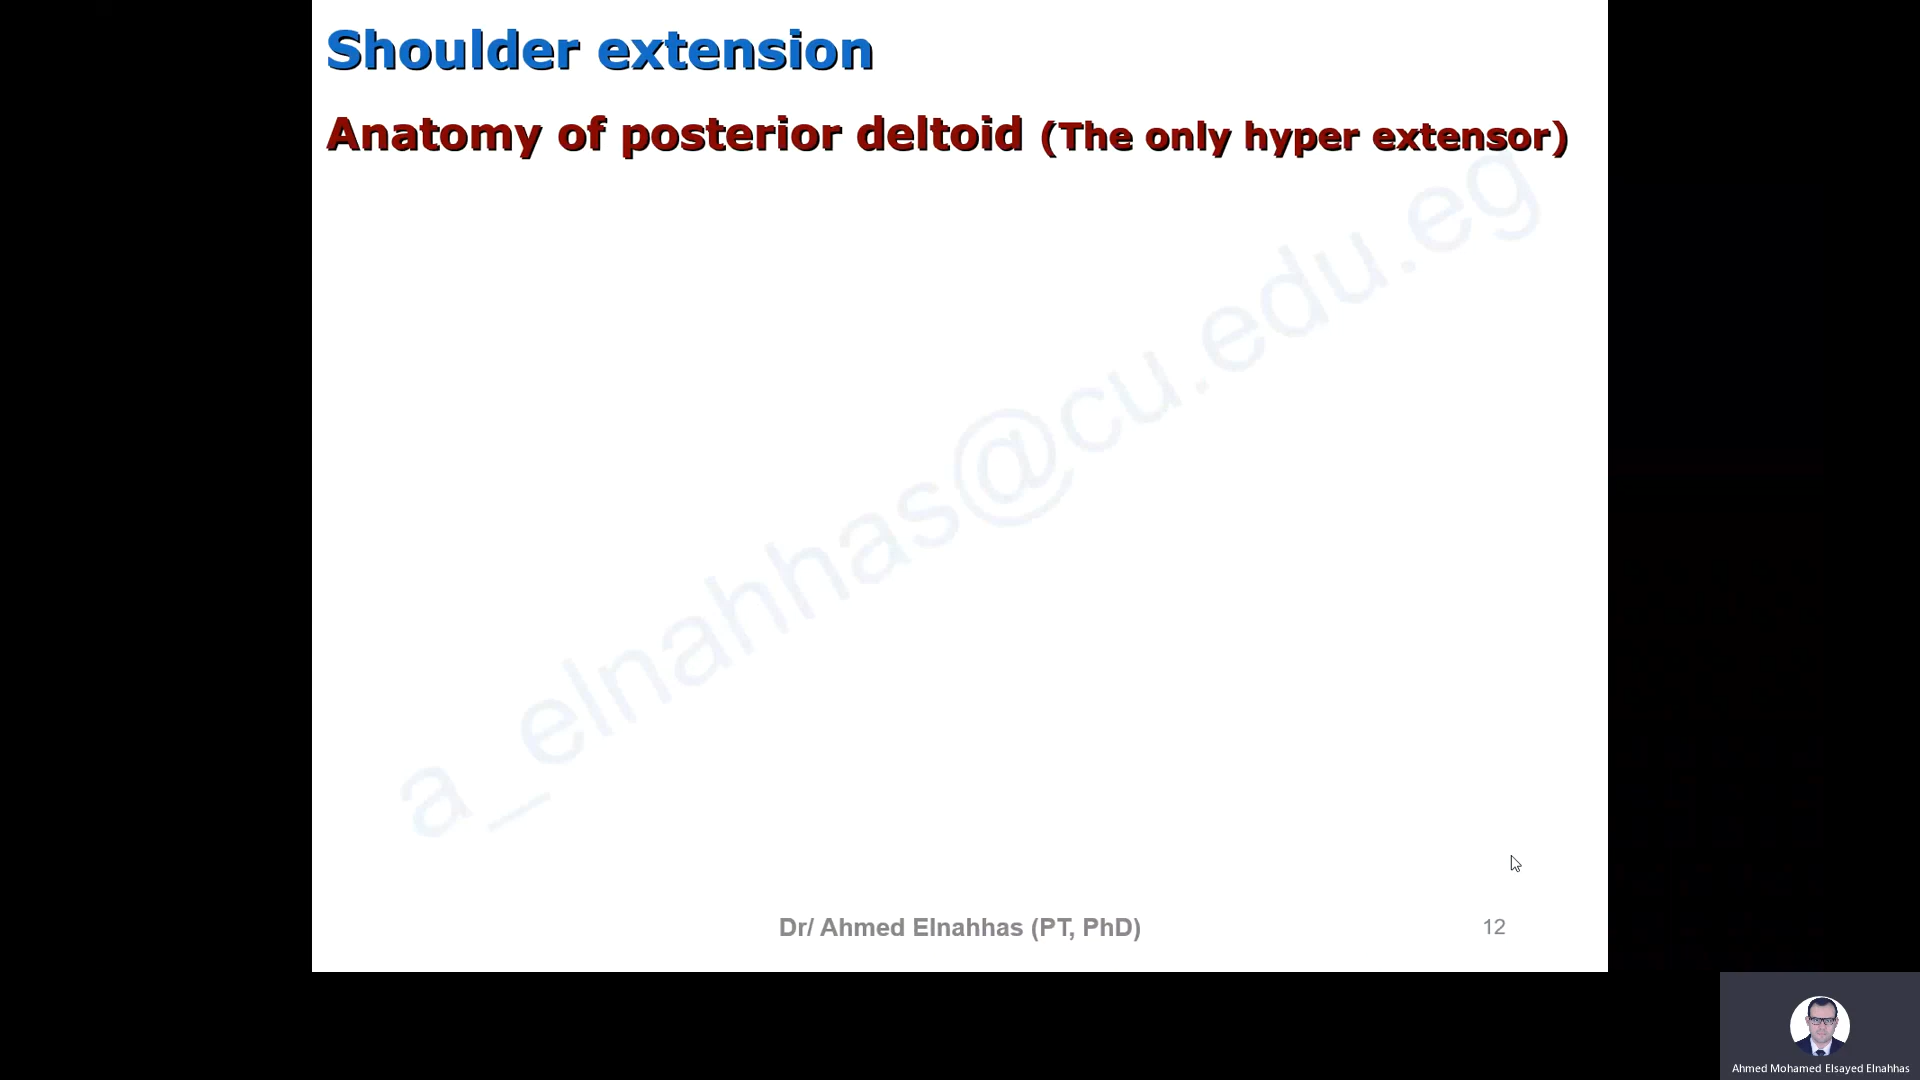 Shoulder extension
Anatomy of posterior deltoid (The only hyper extensor)
a_elnahhas@cu.edu.eg
Dr/ Ahmed Elnahhas (PT, PhD)
12
Ahmed Mohamed Elsayed Elnahhas